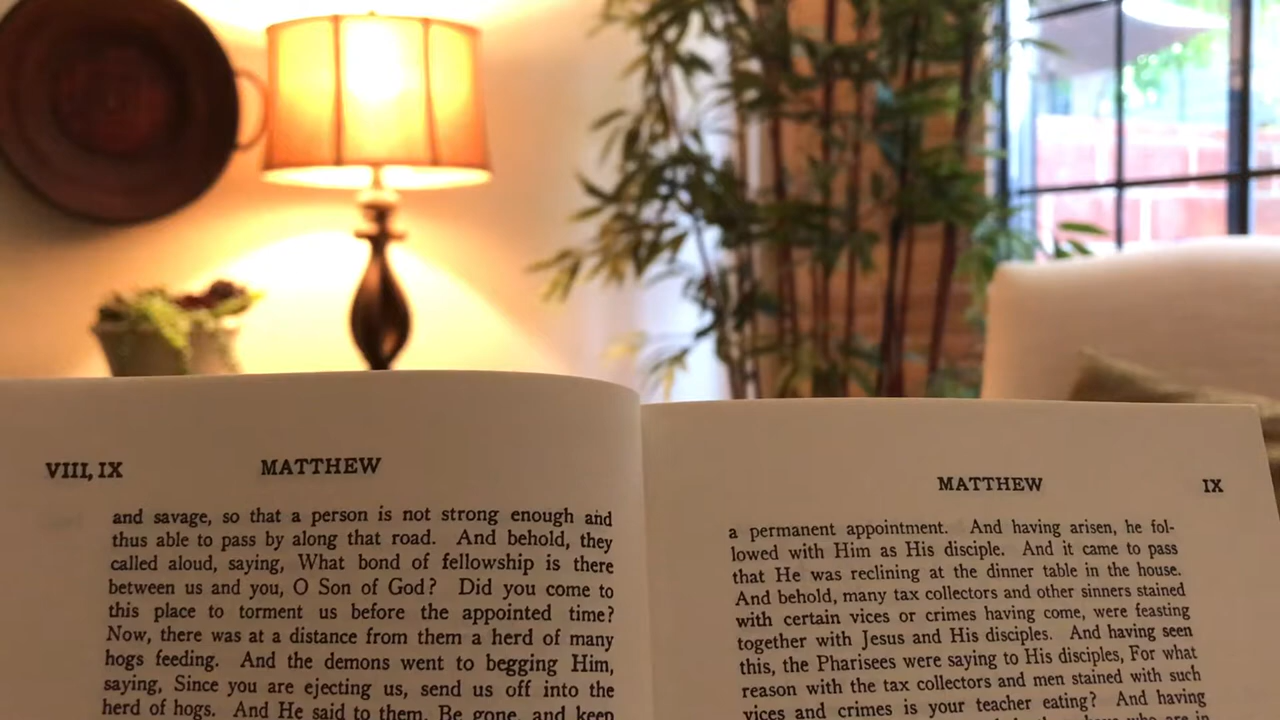 VIII, IX MATTHEW
and savage, so that a person is not strong enough and
thus able to pass by along that road. And behold, they
called aloud, saying, What bond of fellowship is there
between us and you, O Son of God? Did you come to
this place to torment us before the appointed time?
Now, there was at a distance from them a herd of many
hogs feeding. And the demons went to begging Him,
saying, Since you are ejecting us, send us off into the
herd of hogs. And He said to them, Be gone, and keep
MATTHEW IX
a permanent appointment. And having arisen, he fol-
lowed with Him as His disciple. And it came to pass
that He was reclining at the dinner table in the house.
And behold, many tax collectors and other sinners stained
with certain vices or crimes having come, were feasting
together with Jesus and His disciples. And having seen
this, the Pharisees were saying to His disciples, For what
reason with the tax collectors and men stained with such
vices and crimes is your teacher eating? And having